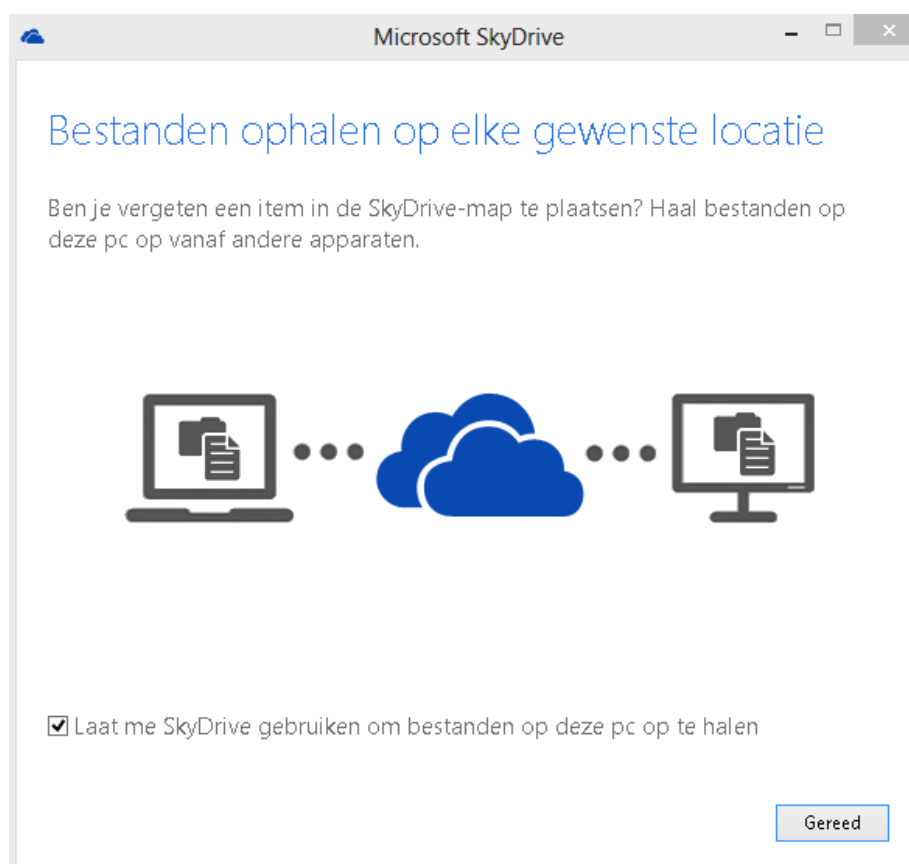 Microsoft SkyDrive
Bestanden ophalen op elke gewenste locatie
Ben je vergeten een item in de SkyDrive-map te plaatsen? Haal bestanden op
deze pc op vanaf andere apparaten.
Laat me SkyDrive gebruiken om bestanden op deze pc op te halen
Gereed